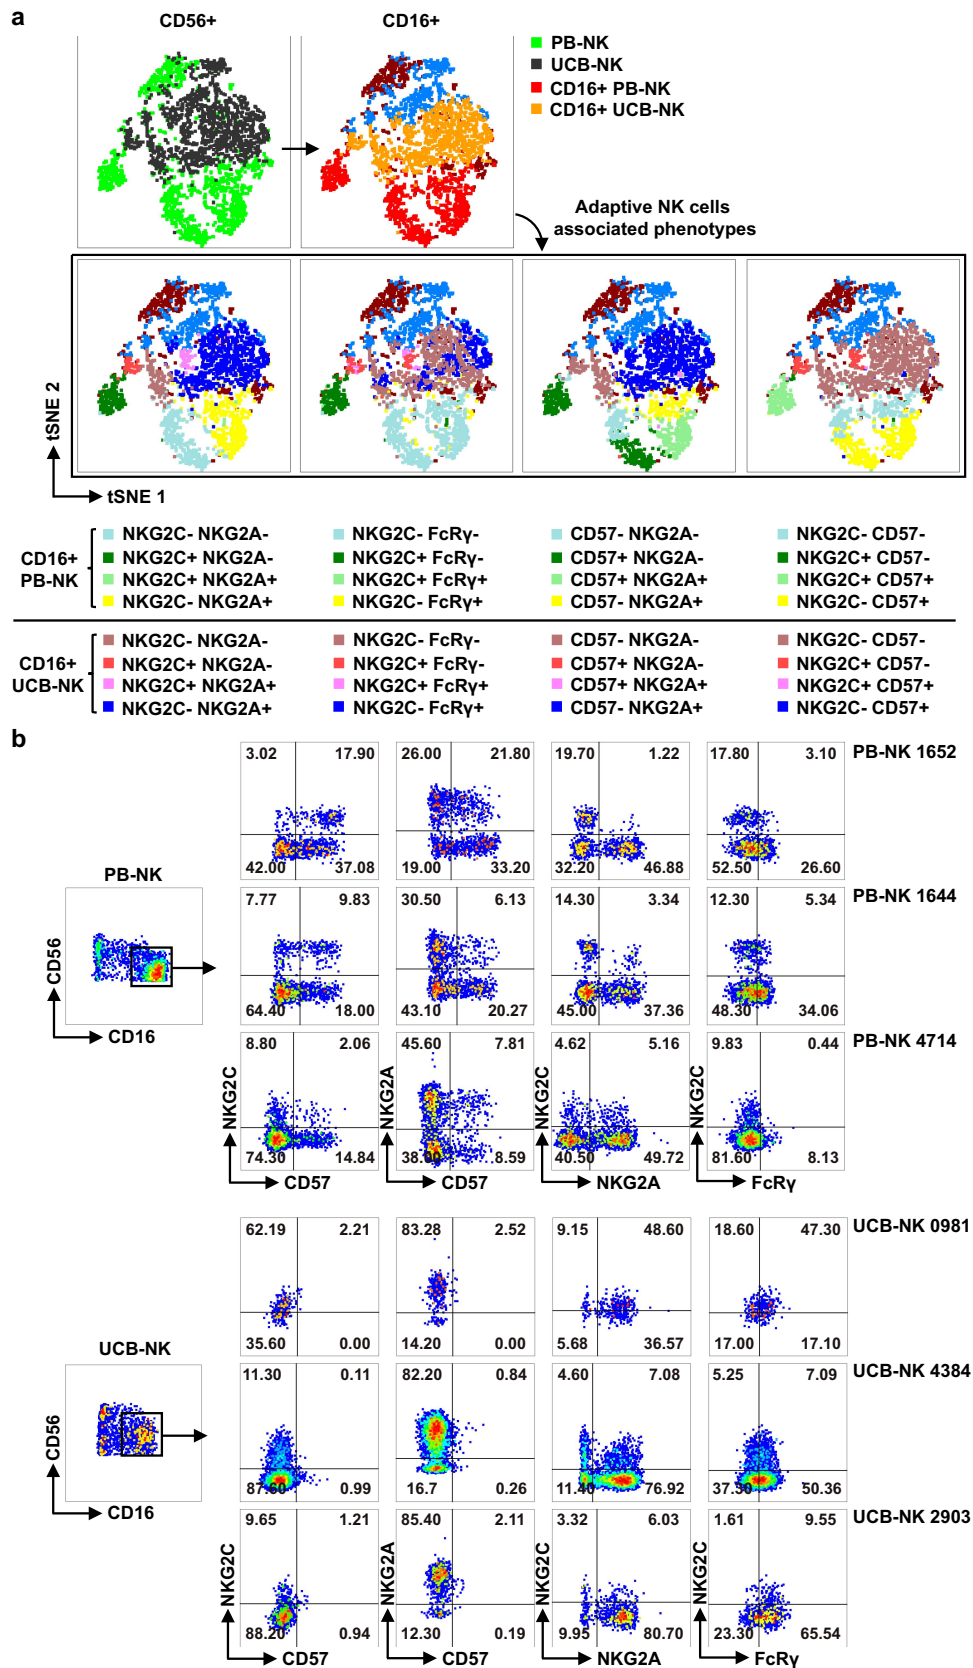 a
CD56+
CD16+
PB-NK
UCB-NK
CD16+ PB-NK
CD16+ UCB-NK
Adaptive NK cells
associated phenotypes
tSNE 2
tSNE 1
CD16+
PB-NK
NKG2C- NKG2A-
NKG2C- FcRγ-
CD57- NKG2A-
NKG2C- CD57-
NKG2C+ NKG2A-
NKG2C+ FcRγ-
CD57+ NKG2A-
NKG2C+ CD57-
NKG2C+ NKG2A+
NKG2C+ FcRγ+
CD57+ NKG2A+
NKG2C+ CD57+
NKG2C- NKG2A+
NKG2C- FcRγ+
CD57- NKG2A+
NKG2C- CD57+
CD16+
UCB-NK
NKG2C- NKG2A-
NKG2C- FcRγ-
CD57- NKG2A-
NKG2C- CD57-
NKG2C+ NKG2A-
NKG2C+ FcRγ-
CD57+ NKG2A-
NKG2C+ CD57-
NKG2C+ NKG2A+
NKG2C+ FcRγ+
CD57+ NKG2A+
NKG2C+ CD57+
NKG2C- NKG2A+
NKG2C- FcRγ+
CD57- NKG2A+
NKG2C- CD57+
b
3.02 17.90 26.00 21.80 19.70 1.22 17.80 3.10 PB-NK 1652
42.00 37.08 19.00 33.20 32.20 46.88 52.50 26.60
PB-NK
CD56
CD16
7.77 9.83 30.50 6.13 14.30 3.34 12.30 5.34 PB-NK 1644
64.40 18.00 43.10 20.27 45.00 37.36 48.30 34.06
8.80 2.06 45.60 7.81 4.62 5.16 9.83 0.44 PB-NK 4714
NKG2C NKG2A NKG2C NKG2C
74.30 14.84 38.00 8.59 40.50 49.72 81.60 8.13
CD57 CD57 NKG2A FcRγ
62.19 2.21 83.28 2.52 9.15 48.60 18.60 47.30 UCB-NK 0981
35.60 0.00 14.20 0.00 5.68 36.57 17.00 17.10
UCB-NK
CD56
CD16
11.30 0.11 82.20 0.84 4.60 7.08 5.25 7.09 UCB-NK 4384
87.60 0.99 16.7 0.26 11.40 76.92 37.30 50.36
9.65 1.21 85.40 2.11 3.32 6.03 1.61 9.55 UCB-NK 2903
NKG2C NKG2A NKG2C NKG2C
88.20 0.94 12.30 0.19 9.95 80.70 23.30 65.54
CD57 CD57 NKG2A FcRγ